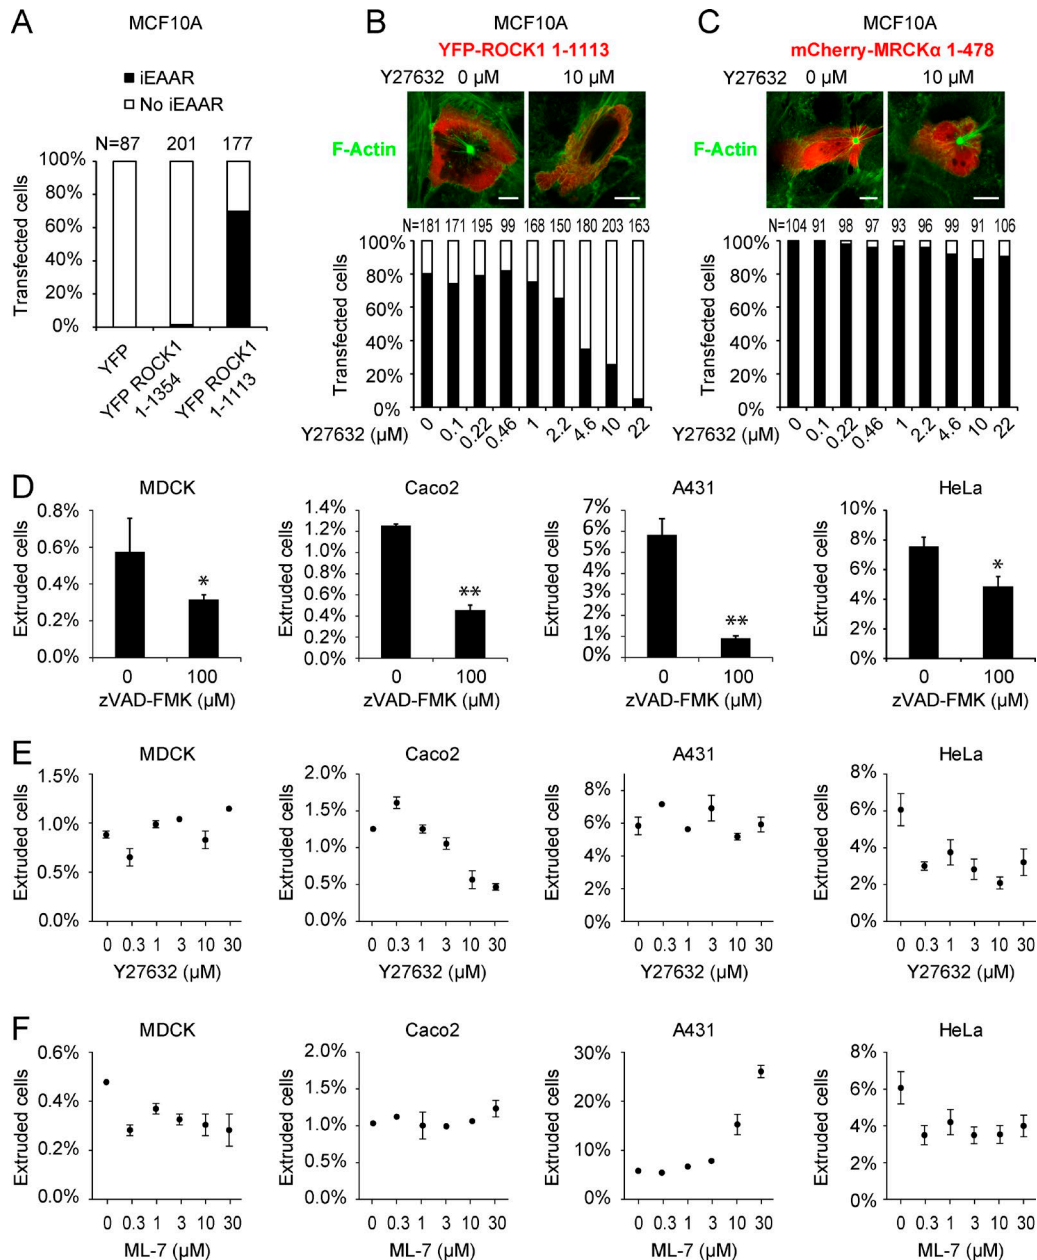 A
MCF10A
iEAAR
No iEAAR
N=87 201 177
100%
80%
60%
40%
20%
0%
Transfected cells
YFP
YFP ROCK1 1-1354
YFP ROCK1 1-1113
B
MCF10A
YFP-ROCK1 1-1113
Y27632 0 µM 10 µM
F-Actin
N=181 171 195 99 168 150 180 203 163
100%
80%
60%
40%
20%
0%
Transfected cells
0 0.1 0.22 0.46 1 2.2 4.6 10 22
Y27632 (µM)
C
MCF10A
mCherry-MRCKα 1-478
Y27632 0 µM 10 µM
F-Actin
N=104 91 98 97 93 96 99 91 106
100%
80%
60%
40%
20%
0%
Transfected cells
0 0.1 0.22 0.46 1 2.2 4.6 10 22
Y27632 (µM)
D
MDCK
Extruded cells
0.8%
0.6%
0.4%
0.2%
0.0%
*
0 100
zVAD-FMK (µM)
Caco2
Extruded cells
1.4%
1.2%
1.0%
0.8%
0.6%
0.4%
0.2%
0.0%
**
0 100
zVAD-FMK (µM)
A431
Extruded cells
7%
6%
5%
4%
3%
2%
1%
0%
**
0 100
zVAD-FMK (µM)
HeLa
Extruded cells
10%
8%
6%
4%
2%
0%
*
0 100
zVAD-FMK (µM)
E
MDCK
Extruded cells
1.5%
1.0%
0.5%
0.0%
0 0.3 1 3 10 30
Y27632 (µM)
Caco2
Extruded cells
2.0%
1.5%
1.0%
0.5%
0.0%
0 0.3 1 3 10 30
Y27632 (µM)
A431
Extruded cells
8%
6%
4%
2%
0%
0 0.3 1 3 10 30
Y27632 (µM)
HeLa
Extruded cells
8%
6%
4%
2%
0%
0 0.3 1 3 10 30
Y27632 (µM)
F
MDCK
Extruded cells
0.6%
0.4%
0.2%
0.0%
0 0.3 1 3 10 30
ML-7 (µM)
Caco2
Extruded cells
2.0%
1.5%
1.0%
0.5%
0.0%
0 0.3 1 3 10 30
ML-7 (µM)
A431
Extruded cells
30%
20%
10%
0%
0 0.3 1 3 10 30
ML-7 (µM)
HeLa
Extruded cells
8%
6%
4%
2%
0%
0 0.3 1 3 10 30
ML-7 (µM)